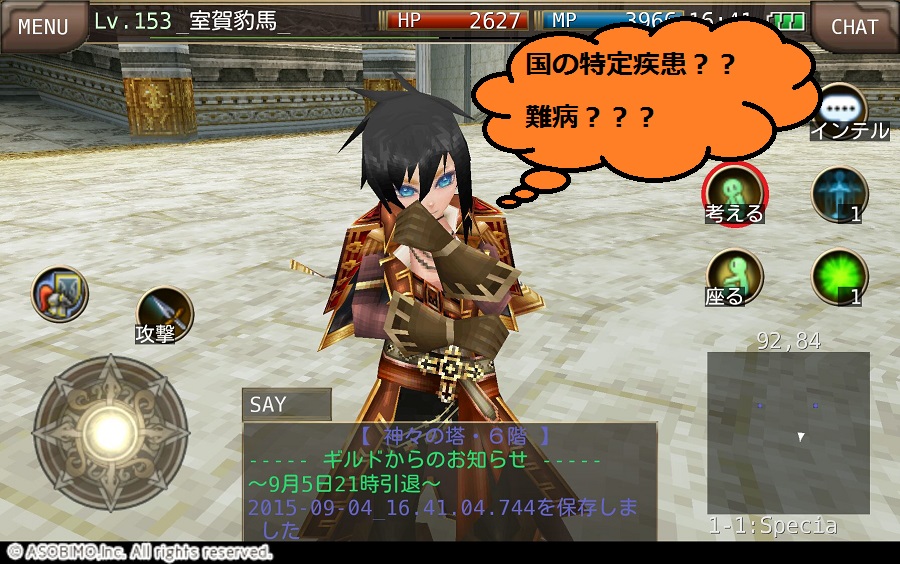 MENU
Lv.153 _室賀豹馬_
HP 2627
MP 3966
16:41
CHAT
国の特定疾患？？
難病？？？
インテル
考える
1
座る
1
攻撃
92,84
SAY
【 神々の塔・６階 】
----- ギルドからのお知らせ -----
～9月5日21時引退～
2015-09-04_16.41.04.744を保存しま
した
1-1:Specia
© ASOBIMO,Inc. All rights reserved.